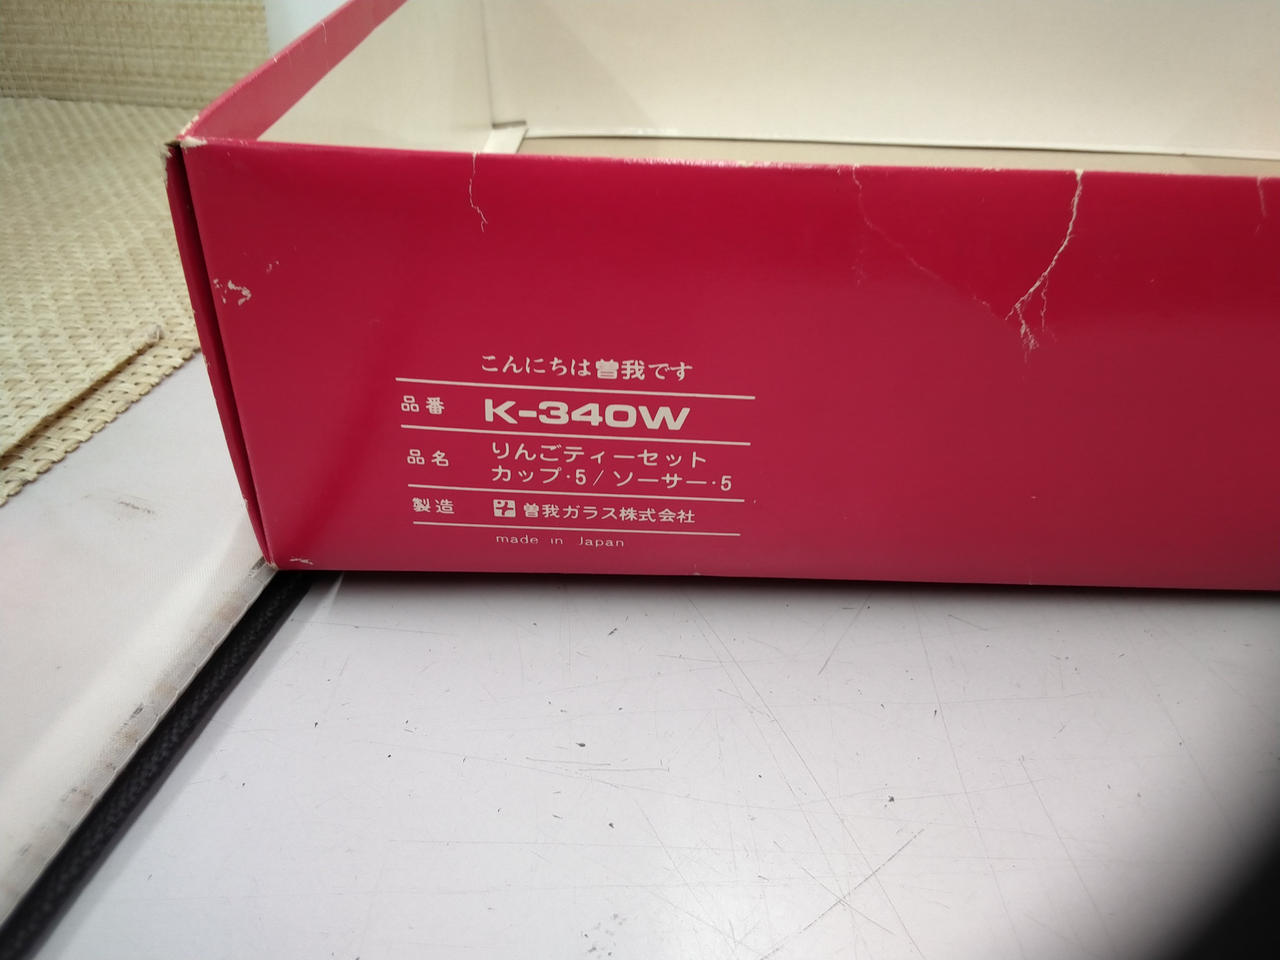 こんにちは曽我です
品番 K-340W
品名 りんごティーセット
カップ・5/ソーサー・5
製造 曽我ガラス株式会社
made in Japan